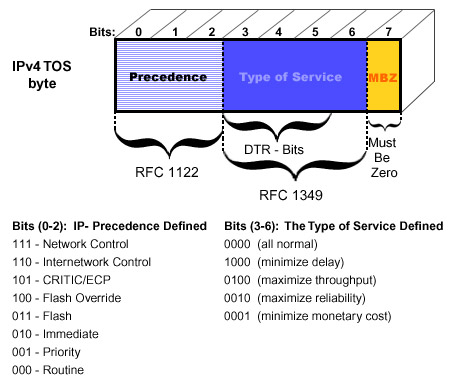 Bits: 0 1 2 3 4 5 6 7
IPv4 TOS
byte
Precedence
Type of Service
MBZ
DTR - Bits
Must
Be
Zero
RFC 1122
RFC 1349
Bits (0-2): IP- Precedence Defined
111 - Network Control
110 - Internetwork Control
101 - CRITIC/ECP
100 - Flash Override
011 - Flash
010 - Immediate
001 - Priority
000 - Routine
Bits (3-6): The Type of Service Defined
0000 (all normal)
1000 (minimize delay)
0100 (maximize throughput)
0010 (maximize reliability)
0001 (minimize monetary cost)